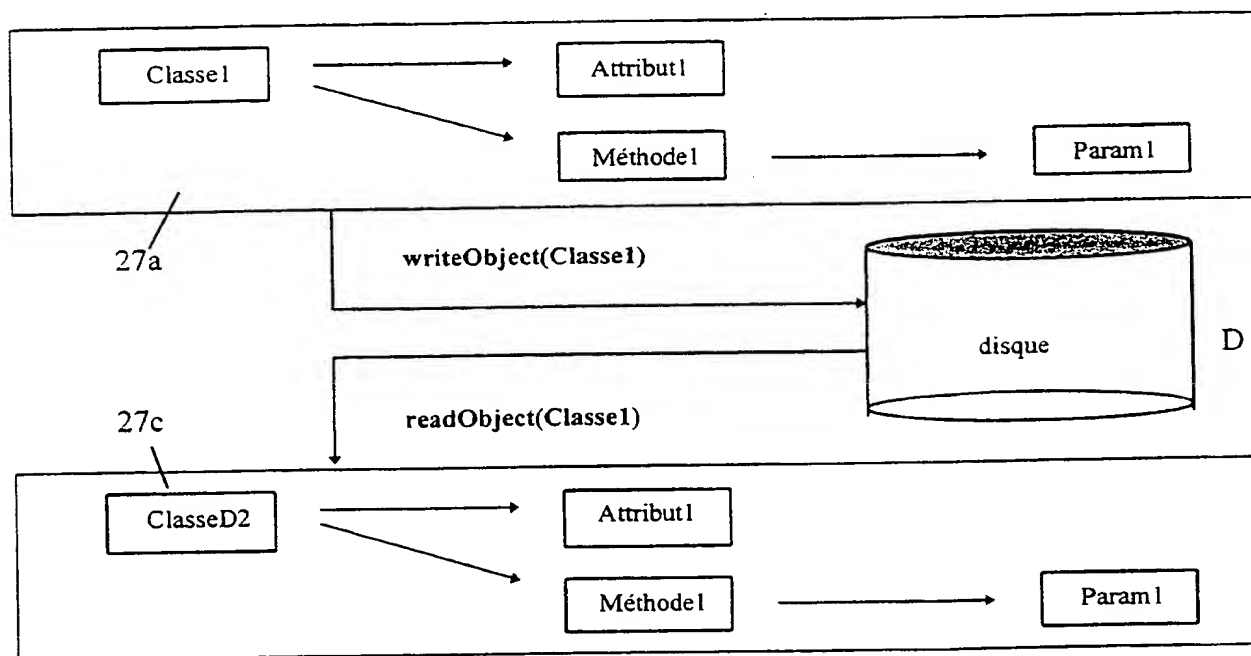 Classe1
Attribut1
Méthode1
Param1
27a
writeObject(Classe1)
disque
D
readObject(Classe1)
27c
ClasseD2
Attribut1
Méthode1
Param1